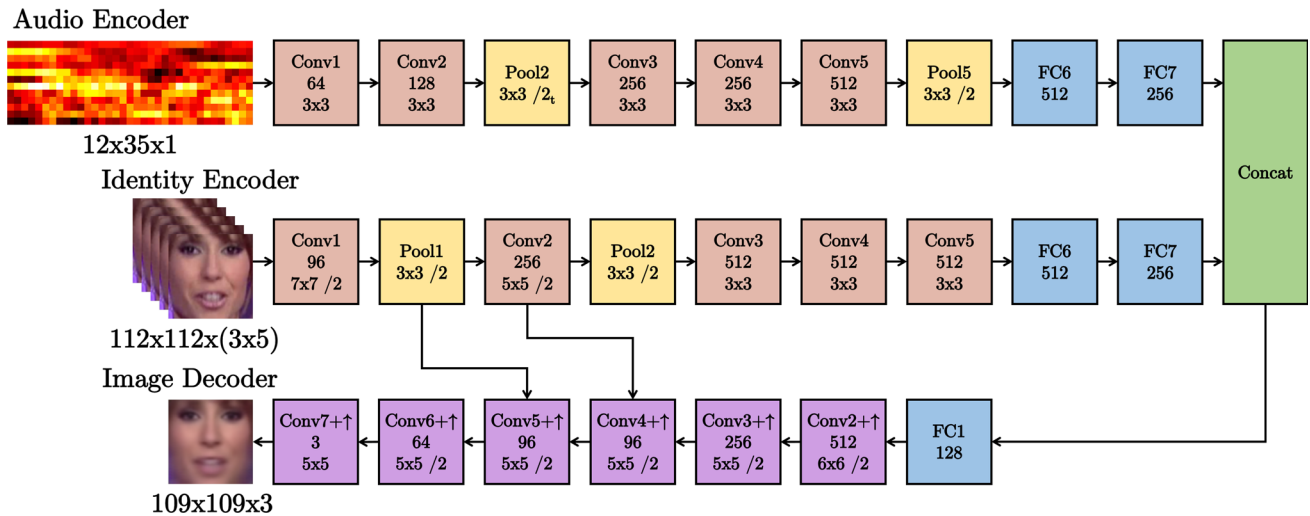 Audio Encoder
12x35x1
Conv1
64
3x3
Conv2
128
3x3
Pool2
3x3 /2t
Conv3
256
3x3
Conv4
256
3x3
Conv5
512
3x3
Pool5
3x3 /2
FC6
512
FC7
256
Concat
Identity Encoder
112x112x(3x5)
Conv1
96
7x7 /2
Pool1
3x3 /2
Conv2
256
5x5 /2
Pool2
3x3 /2
Conv3
512
3x3
Conv4
512
3x3
Conv5
512
3x3
FC6
512
FC7
256
Image Decoder
109x109x3
Conv7+↑
3
5x5
Conv6+↑
64
5x5 /2
Conv5+↑
96
5x5 /2
Conv4+↑
96
5x5 /2
Conv3+↑
256
5x5 /2
Conv2+↑
512
6x6 /2
FC1
128